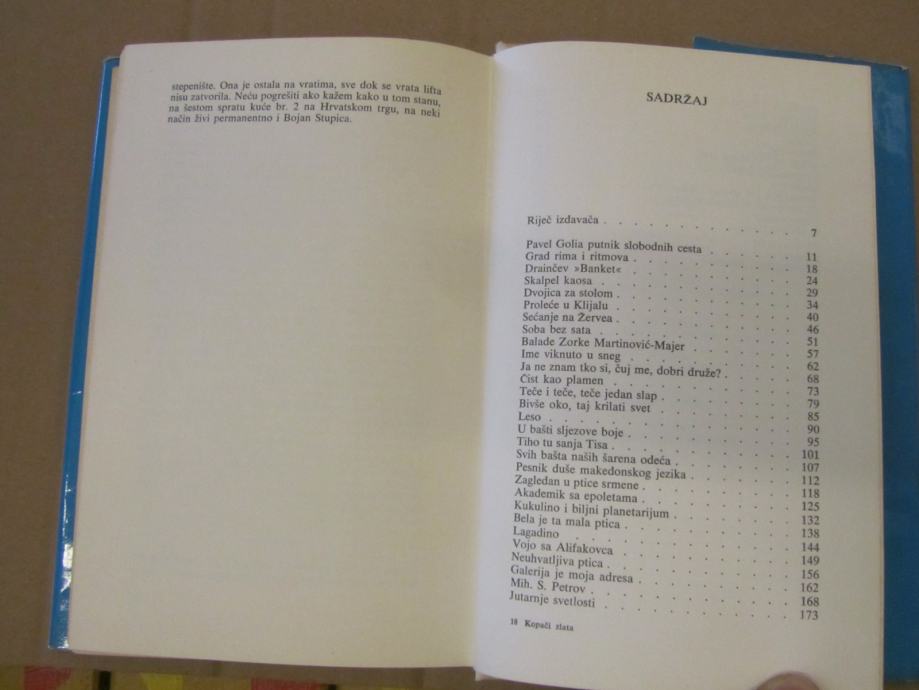 stepenište. Ona je ostala na vratima, sve dok se vrata lifta
nisu zatvorila. Neću pogrešiti ako kažem kako u tom stanu,
na šestom spratu kuće br. 2 na Hrvatskom trgu, na neki
način živi permanentno i Bojan Stupica.
SADRŽAJ
Riječ izdavača . . . . . . . . . . 7
Pavel Golia putnik slobodnih cesta . . . . . . 11
Grad rima i ritmova . . . . . . . . . 18
Drainčev »Banket« . . . . . . . . . 24
Skalpel kaosa . . . . . . . . . . 29
Dvojica za stolom . . . . . . . . . 34
Proleće u Klijalu . . . . . . . . . 40
Sećanje na Žervea . . . . . . . . . 46
Soba bez sata . . . . . . . . . . 51
Balade Zorke Martinović-Majer . . . . . . 57
Ime viknuto u sneg . . . . . . . . . 62
Ja ne znam tko si, čuj me, dobri druže? . . . . . 68
Čist kao plamen . . . . . . . . . . 73
Teče i teče, teče jedan slap . . . . . . . 79
Bivše oko, taj krilati svet . . . . . . . 85
Leso . . . . . . . . . . . . 90
U bašti sljezove boje . . . . . . . . 95
Tiho tu sanja Tisa . . . . . . . . . 101
Svih bašta naših šarena odeća . . . . . . 107
Pesnik duše makedonskog jezika . . . . . . 112
Zagledan u ptice srmene . . . . . . . . 118
Akademik sa epoletama . . . . . . . . 125
Kukulino i biljni planetarijum . . . . . . 132
Bela je ta mala ptica . . . . . . . . 138
Lagadino . . . . . . . . . . . 144
Vojo sa Alifakovca . . . . . . . . . 149
Neuhvatljiva ptica . . . . . . . . . 156
Galerija je moja adresa . . . . . . . . 162
Mih. S. Petrov . . . . . . . . . . 168
Jutarnje svetlosti . . . . . . . . . 173
18 Kopači zlata